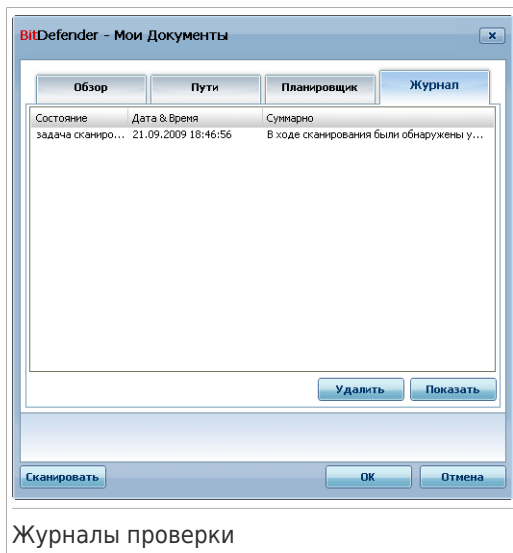 BitDefender - Мои Документы
Обзор Пути Планировщик Журнал
Состояние Дата & Время Суммарно
задача сканиро... 21.09.2009 18:46:56 В ходе сканирования были обнаружены у...
Удалить Показать
Сканировать OK Отмена
Журналы проверки